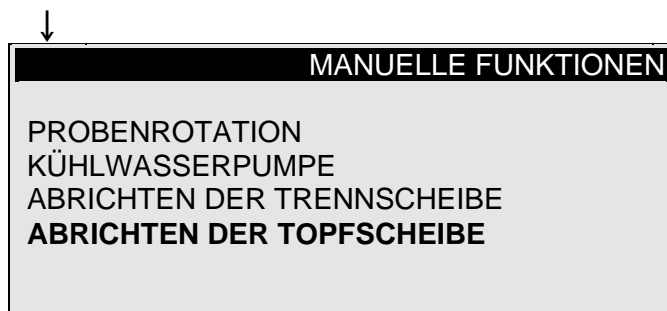 MANUELLE FUNKTIONEN
PROBENROTATION
KÜHLWASSERPUMPE
ABRICHTEN DER TRENNSCHEIBE
ABRICHTEN DER TOPFSCHEIBE